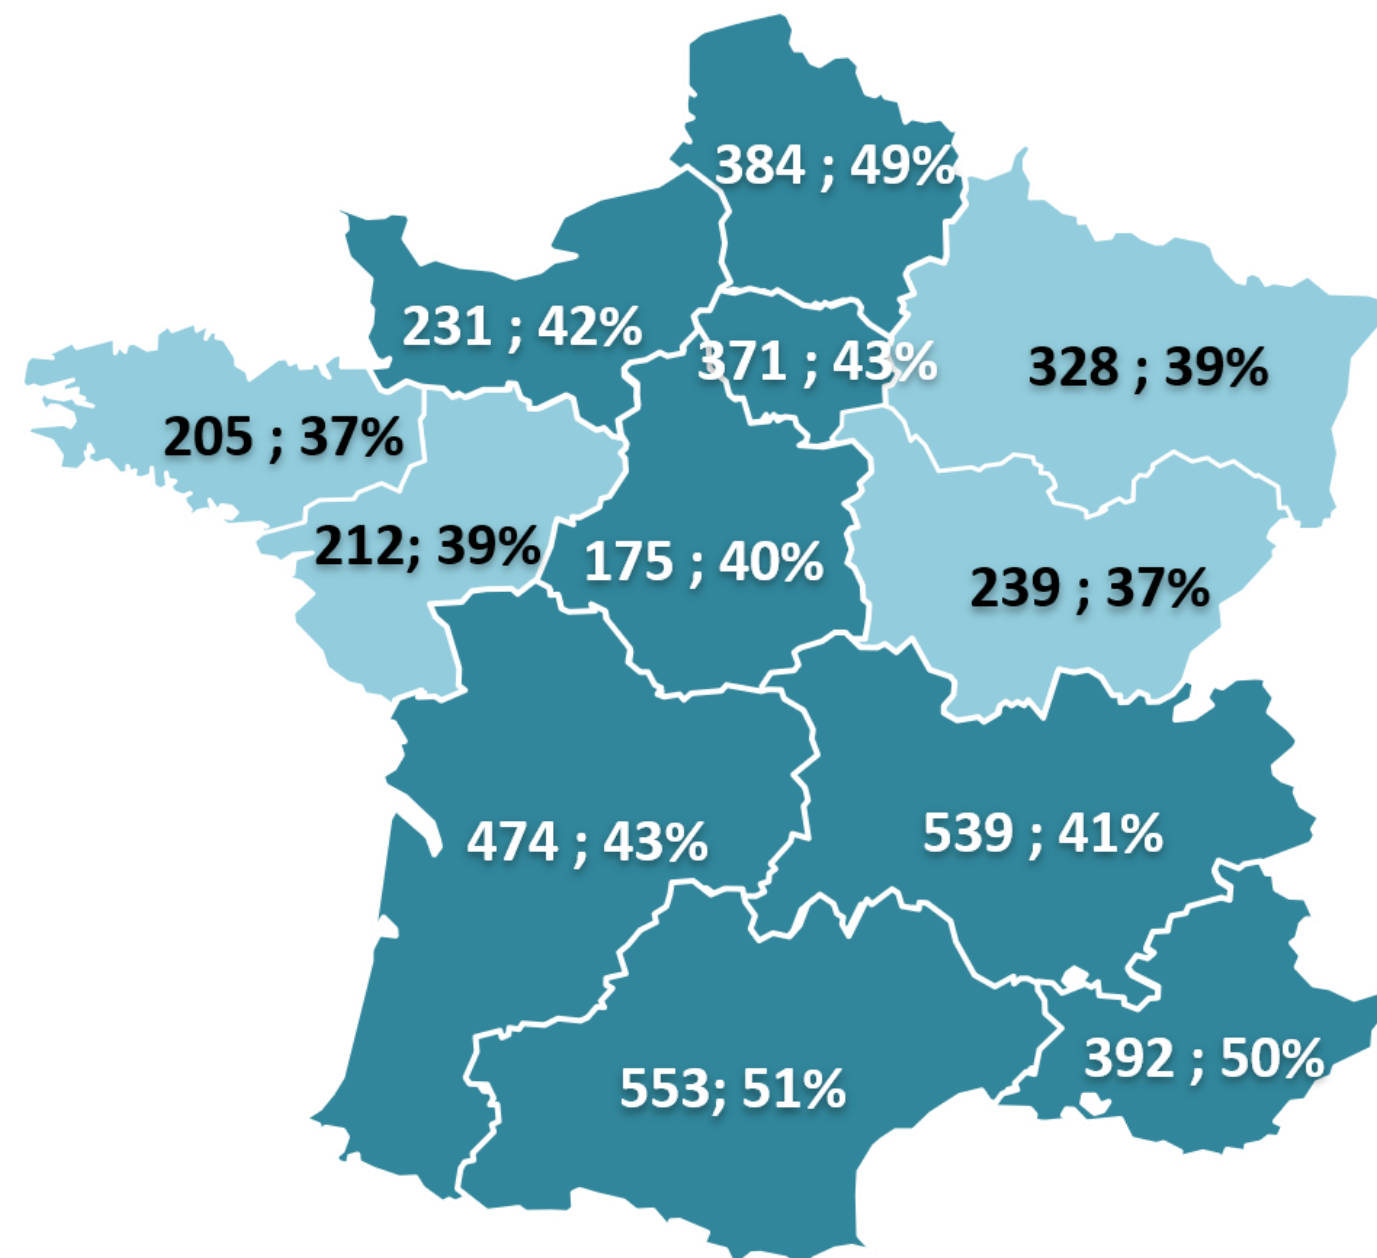 384 ; 49%
231 ; 42%
371 ; 43%
328 ; 39%
205 ; 37%
212; 39%
175 ; 40%
239 ; 37%
474 ; 43%
539 ; 41%
553; 51%
392 ; 50%